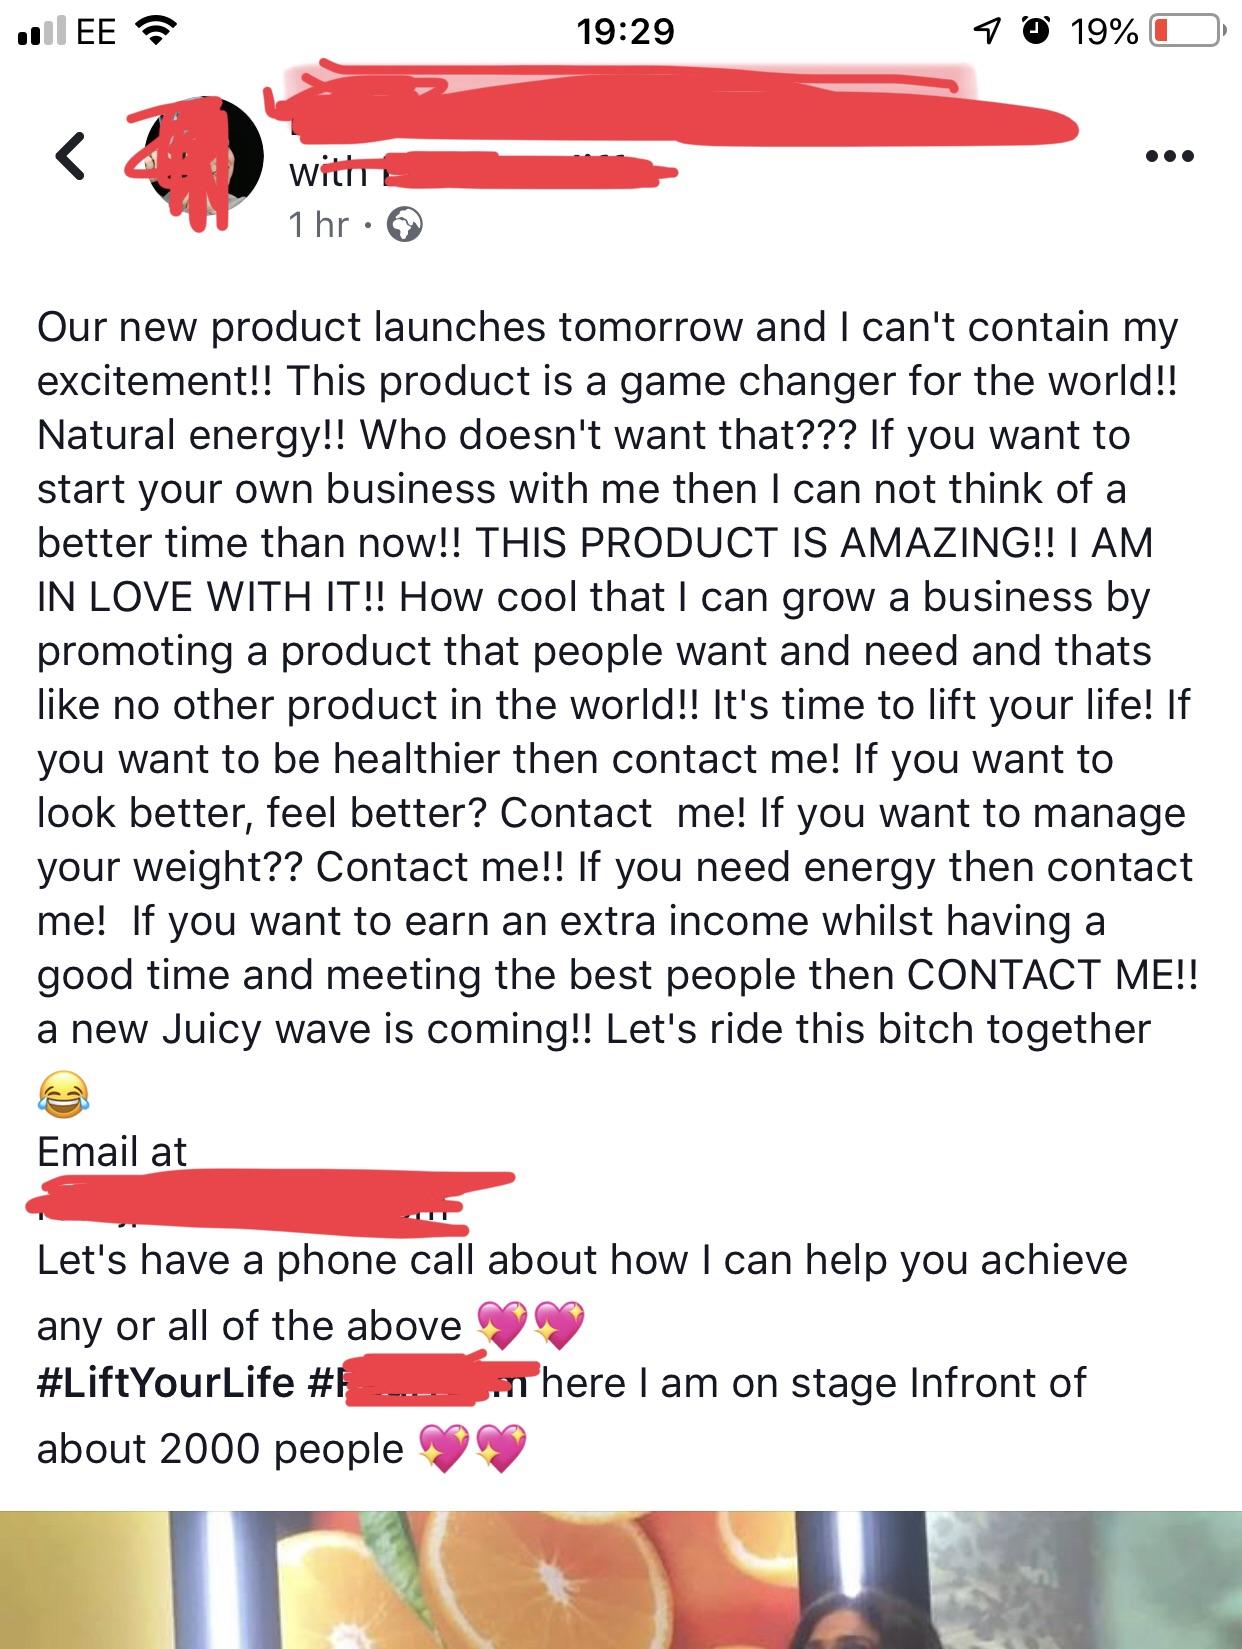 EE 19:29 19%
with
1 hr ·
Our new product launches tomorrow and I can't contain my
excitement!! This product is a game changer for the world!!
Natural energy!! Who doesn't want that??? If you want to
start your own business with me then I can not think of a
better time than now!! THIS PRODUCT IS AMAZING!! I AM
IN LOVE WITH IT!! How cool that I can grow a business by
promoting a product that people want and need and thats
like no other product in the world!! It's time to lift your life! If
you want to be healthier then contact me! If you want to
look better, feel better? Contact  me! If you want to manage
your weight?? Contact me!! If you need energy then contact
me!  If you want to earn an extra income whilst having a
good time and meeting the best people then CONTACT ME!!
a new Juicy wave is coming!! Let's ride this bitch together
😂
Email at
Let's have a phone call about how I can help you achieve
any or all of the above 💖💖
#LiftYourLife # here I am on stage Infront of
about 2000 people 💖💖